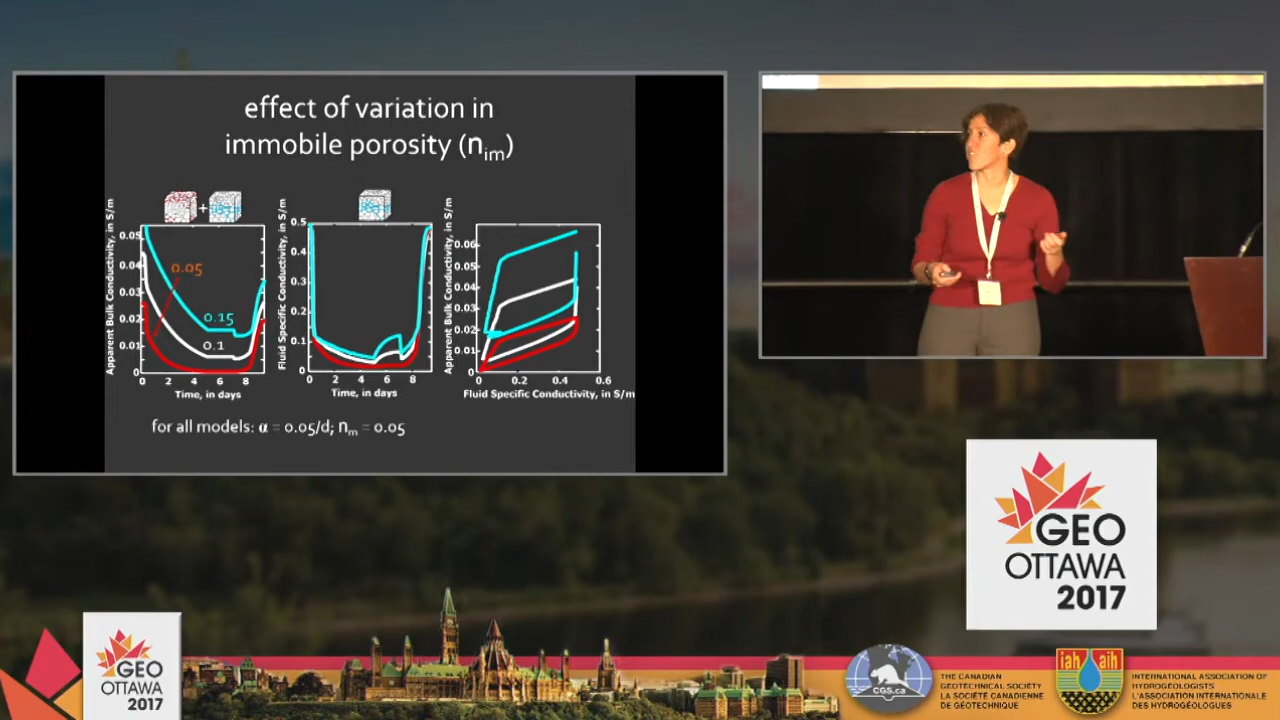 effect of variation in
immobile porosity (nim)
+
Apparent Bulk Conductivity, in S/m
0.05
0.04
0.03
0.02
0.01
0
0.05
0.15
0.1
0 2 4 6 8
Time, in days
Fluid Specific Conductivity, in S/m
0.5
0.4
0.3
0.2
0.1
0
0 2 4 6 8
Time, in days
Apparent Bulk Conductivity, in S/m
0.06
0.05
0.04
0.03
0.02
0.01
0
0 0.2 0.4 0.6
Fluid Specific Conductivity, in S/m
for all models: α = 0.05/d; nm = 0.05
GEO
OTTAWA
2017
GEO
OTTAWA
2017
CGS.ca
THE CANADIAN
GEOTECHNICAL SOCIETY
LA SOCIÉTÉ CANADIENNE
DE GÉOTECHNIQUE
iah aih
INTERNATIONAL ASSOCIATION OF
HYDROGEOLOGISTS
L'ASSOCIATION INTERNATIONALE
DES HYDROGÉOLOGUES